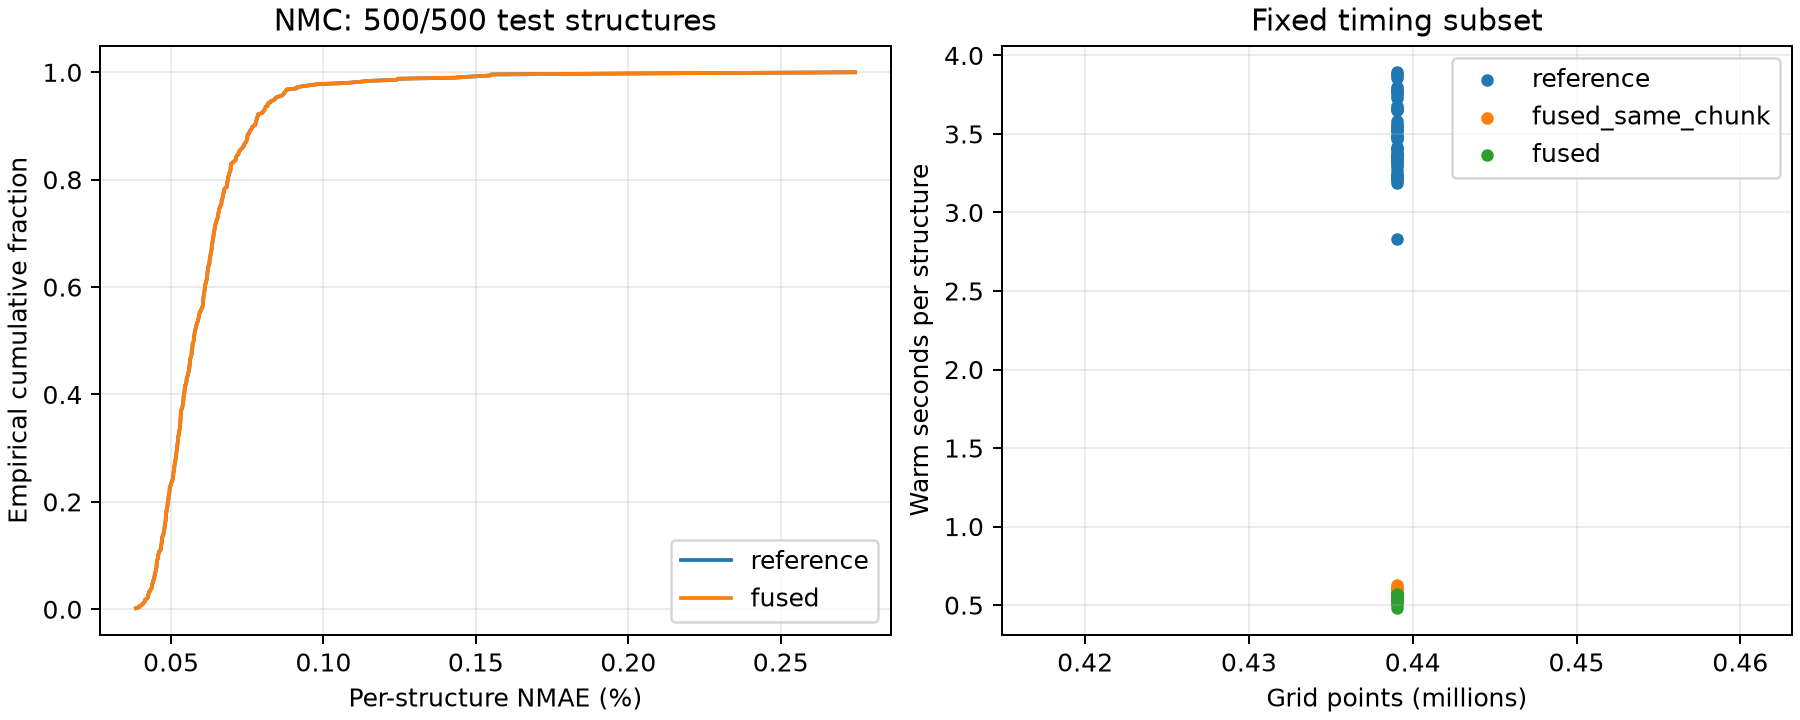 NMC: 500/500 test structures
Empirical cumulative fraction
1.0
0.8
0.6
0.4
0.2
0.0
reference
fused
0.05
0.10
0.15
0.20
0.25
Per-structure NMAE (%)
Fixed timing subset
Warm seconds per structure
4.0
3.5
3.0
2.5
2.0
1.5
1.0
0.5
reference
fused_same_chunk
fused
0.42
0.43
0.44
0.45
0.46
Grid points (millions)